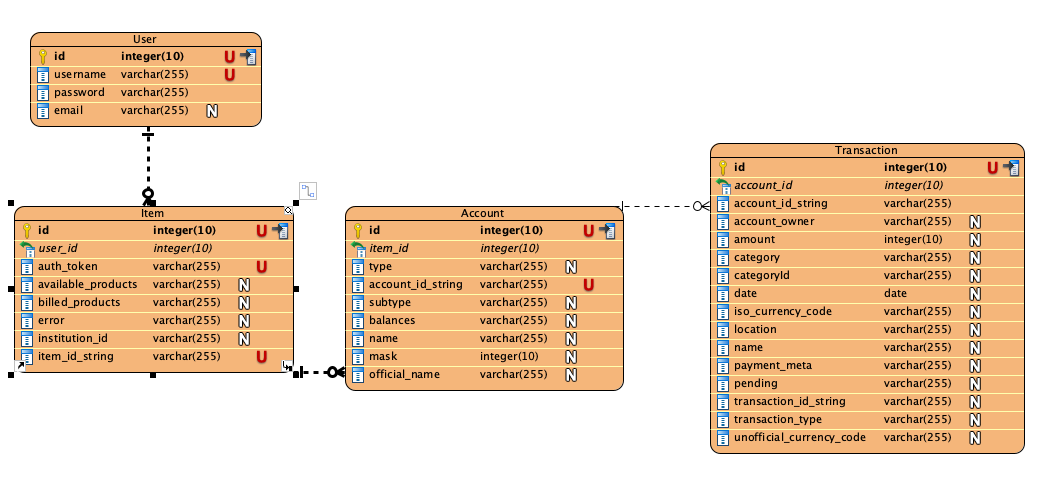 User
id integer(10) U
username varchar(255) U
password varchar(255)
email varchar(255) N
Item
id integer(10) U
user_id integer(10)
auth_token varchar(255) U
available_products varchar(255) N
billed_products varchar(255) N
error varchar(255) N
institution_id varchar(255) N
item_id_string varchar(255) U
Account
id integer(10) U
item_id integer(10)
type varchar(255) N
account_id_string varchar(255) U
subtype varchar(255) N
balances varchar(255) N
name varchar(255) N
mask integer(10) N
official_name varchar(255) N
Transaction
id integer(10) U
account_id integer(10)
account_id_string varchar(255)
account_owner varchar(255) N
amount integer(10) N
category varchar(255) N
categoryId varchar(255) N
date date N
iso_currency_code varchar(255) N
location varchar(255) N
name varchar(255) N
payment_meta varchar(255) N
pending varchar(255) N
transaction_id_string varchar(255) N
transaction_type varchar(255) N
unofficial_currency_code varchar(255) N